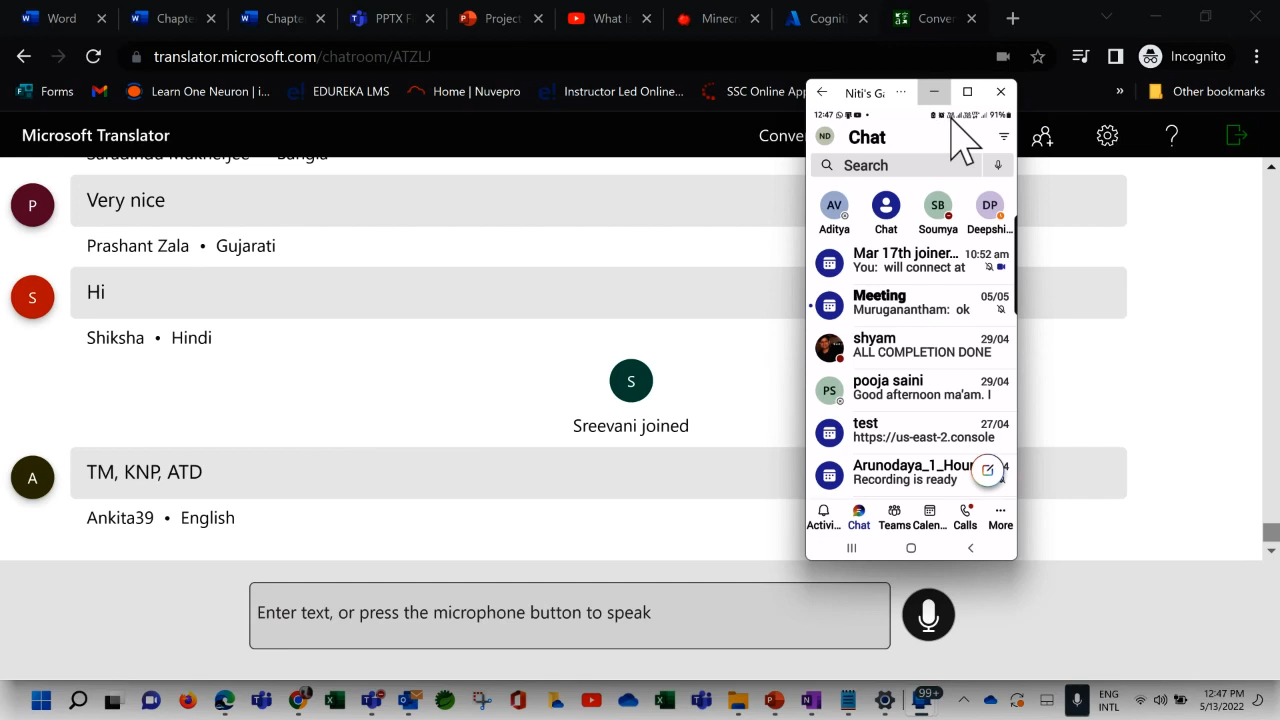 Word
Chapte
Chapte
PPTX F
Project
What I
Minecr
Cognit
Conver
translator.microsoft.com/chatroom/ATZLJ
Incognito
Forms
Learn One Neuron | i...
EDUREKA LMS
Home | Nuvepro
Instructor Led Online...
SSC Online App
»
Other bookmarks
Microsoft Translator
Conver
Prashant Zala • Gujarati
P
Very nice
S
Hi
Shiksha • Hindi
S
Sreevani joined
A
TM, KNP, ATD
Ankita39 • English
Enter text, or press the microphone button to speak
Niti's Ga
12:47
91%
ND
Chat
Search
AV
SB
DP
Aditya
Chat
Soumya
Deepshi...
Mar 17th joiner... 10:52 am
You: will connect at
Meeting 05/05
Muruganantham: ok
shyam 29/04
ALL COMPLETION DONE
PS
pooja saini 29/04
Good afternoon ma'am. I
test 27/04
https://us-east-2.console
Arunodaya_1_Hour
Recording is ready
Activi...
Chat
Teams
Calen...
Calls
More
99+
ENG
INTL
12:47 PM
5/13/2022